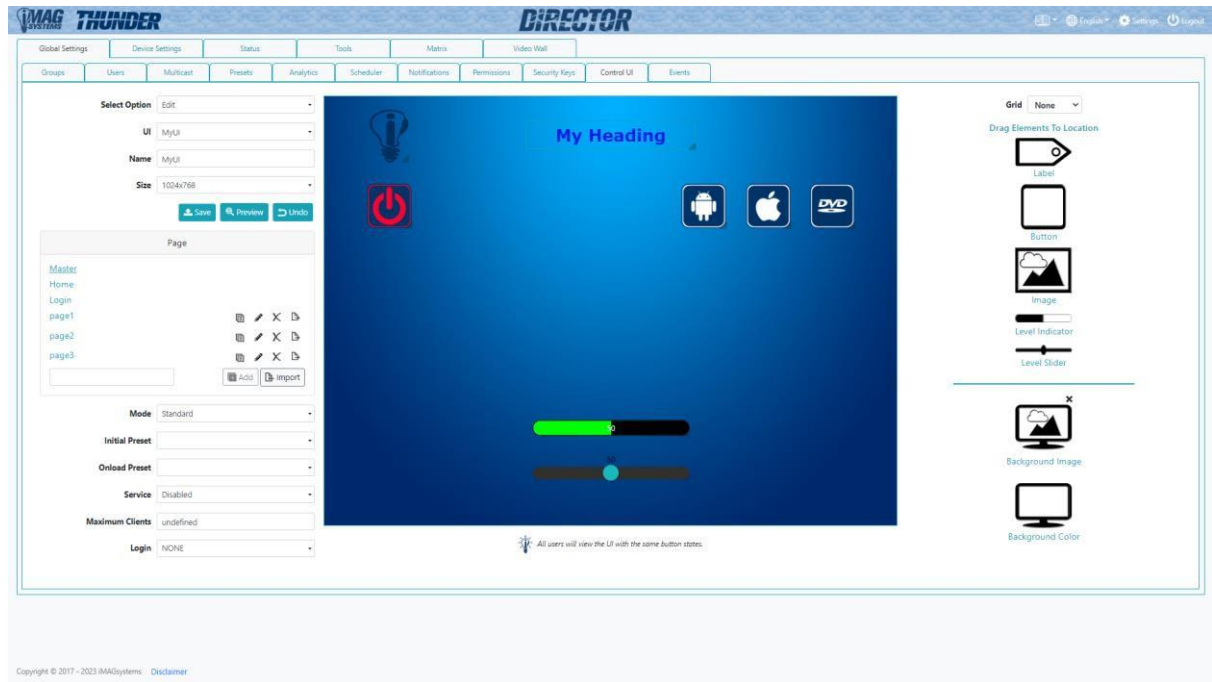 iMAG SYSTEMS THUNDER DiRECTOR English Settings Logout
Global Settings Device Settings Status Tools Matrix Video Wall
Groups Users Multicast Presets Analytics Scheduler Notifications Permissions Security Keys Control UI Events
Select Option Edit
UI MyUI
Name MyUI
Size 1024x768
Save Preview Undo
Page
Master
Home
Login
page1
page2
page3
Add Import
Mode Standard
Initial Preset
Onload Preset
Service Disabled
Maximum Clients undefined
Login NONE
My Heading
DVD
50
50
All users will view the UI with the same button states.
Grid None
Drag Elements To Location
Label
Button
Image
Level Indicator
Level Slider
Background Image
Background Color
Copyright © 2017 - 2023 iMAGsystems Disclaimer